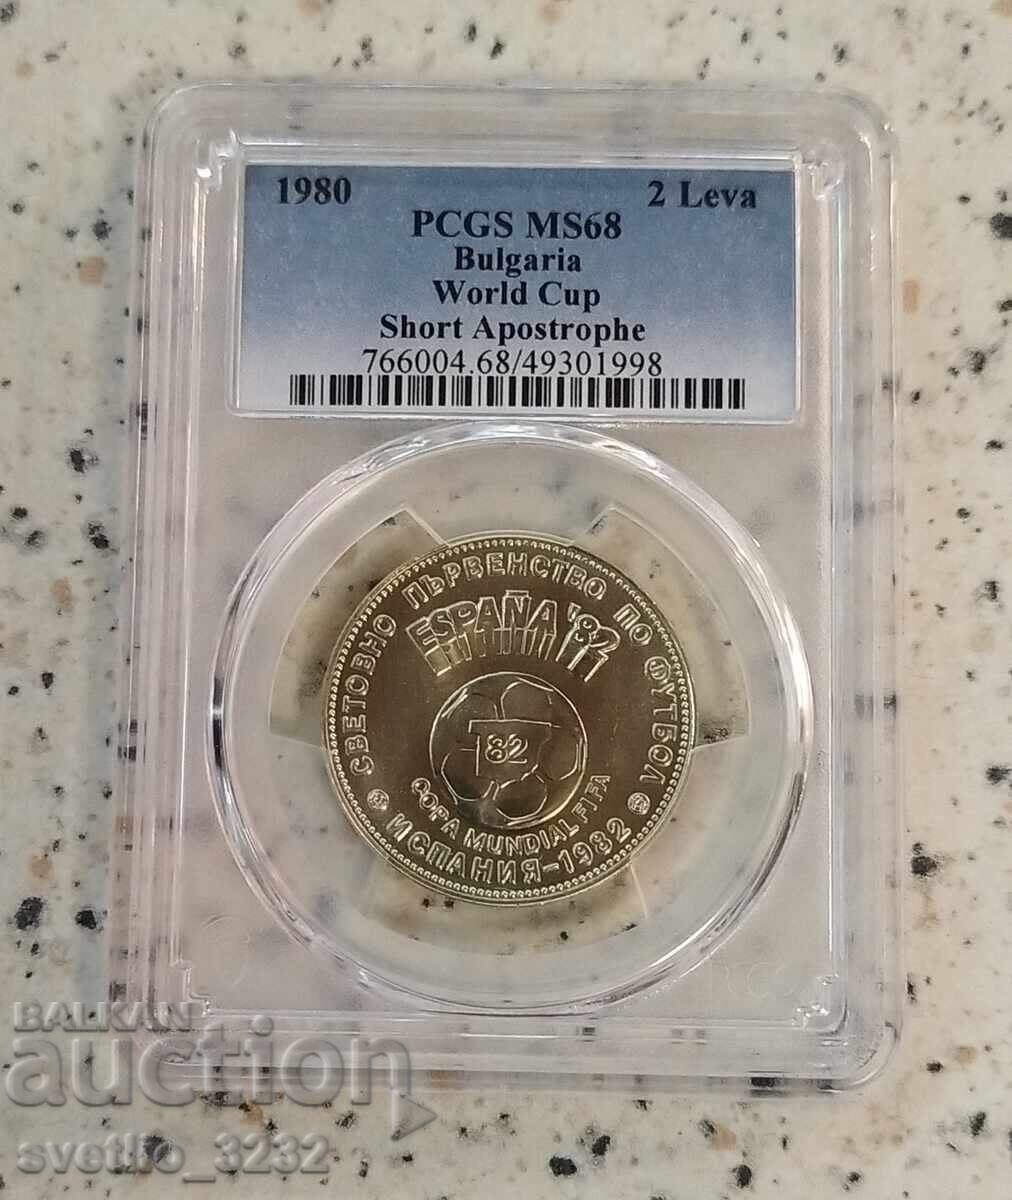 1980 2 Leva
PCGS MS68
Bulgaria
World Cup
Short Apostrophe
766004.68/49301998
СВЕТОВНО ПЪРВЕНСТВО ПО ФУТБОЛ
ESPAÑA '82
82
COPA MUNDIAL FIFA
ИСПАНИЯ-1982
BALKAN
auction
svetlio_3232